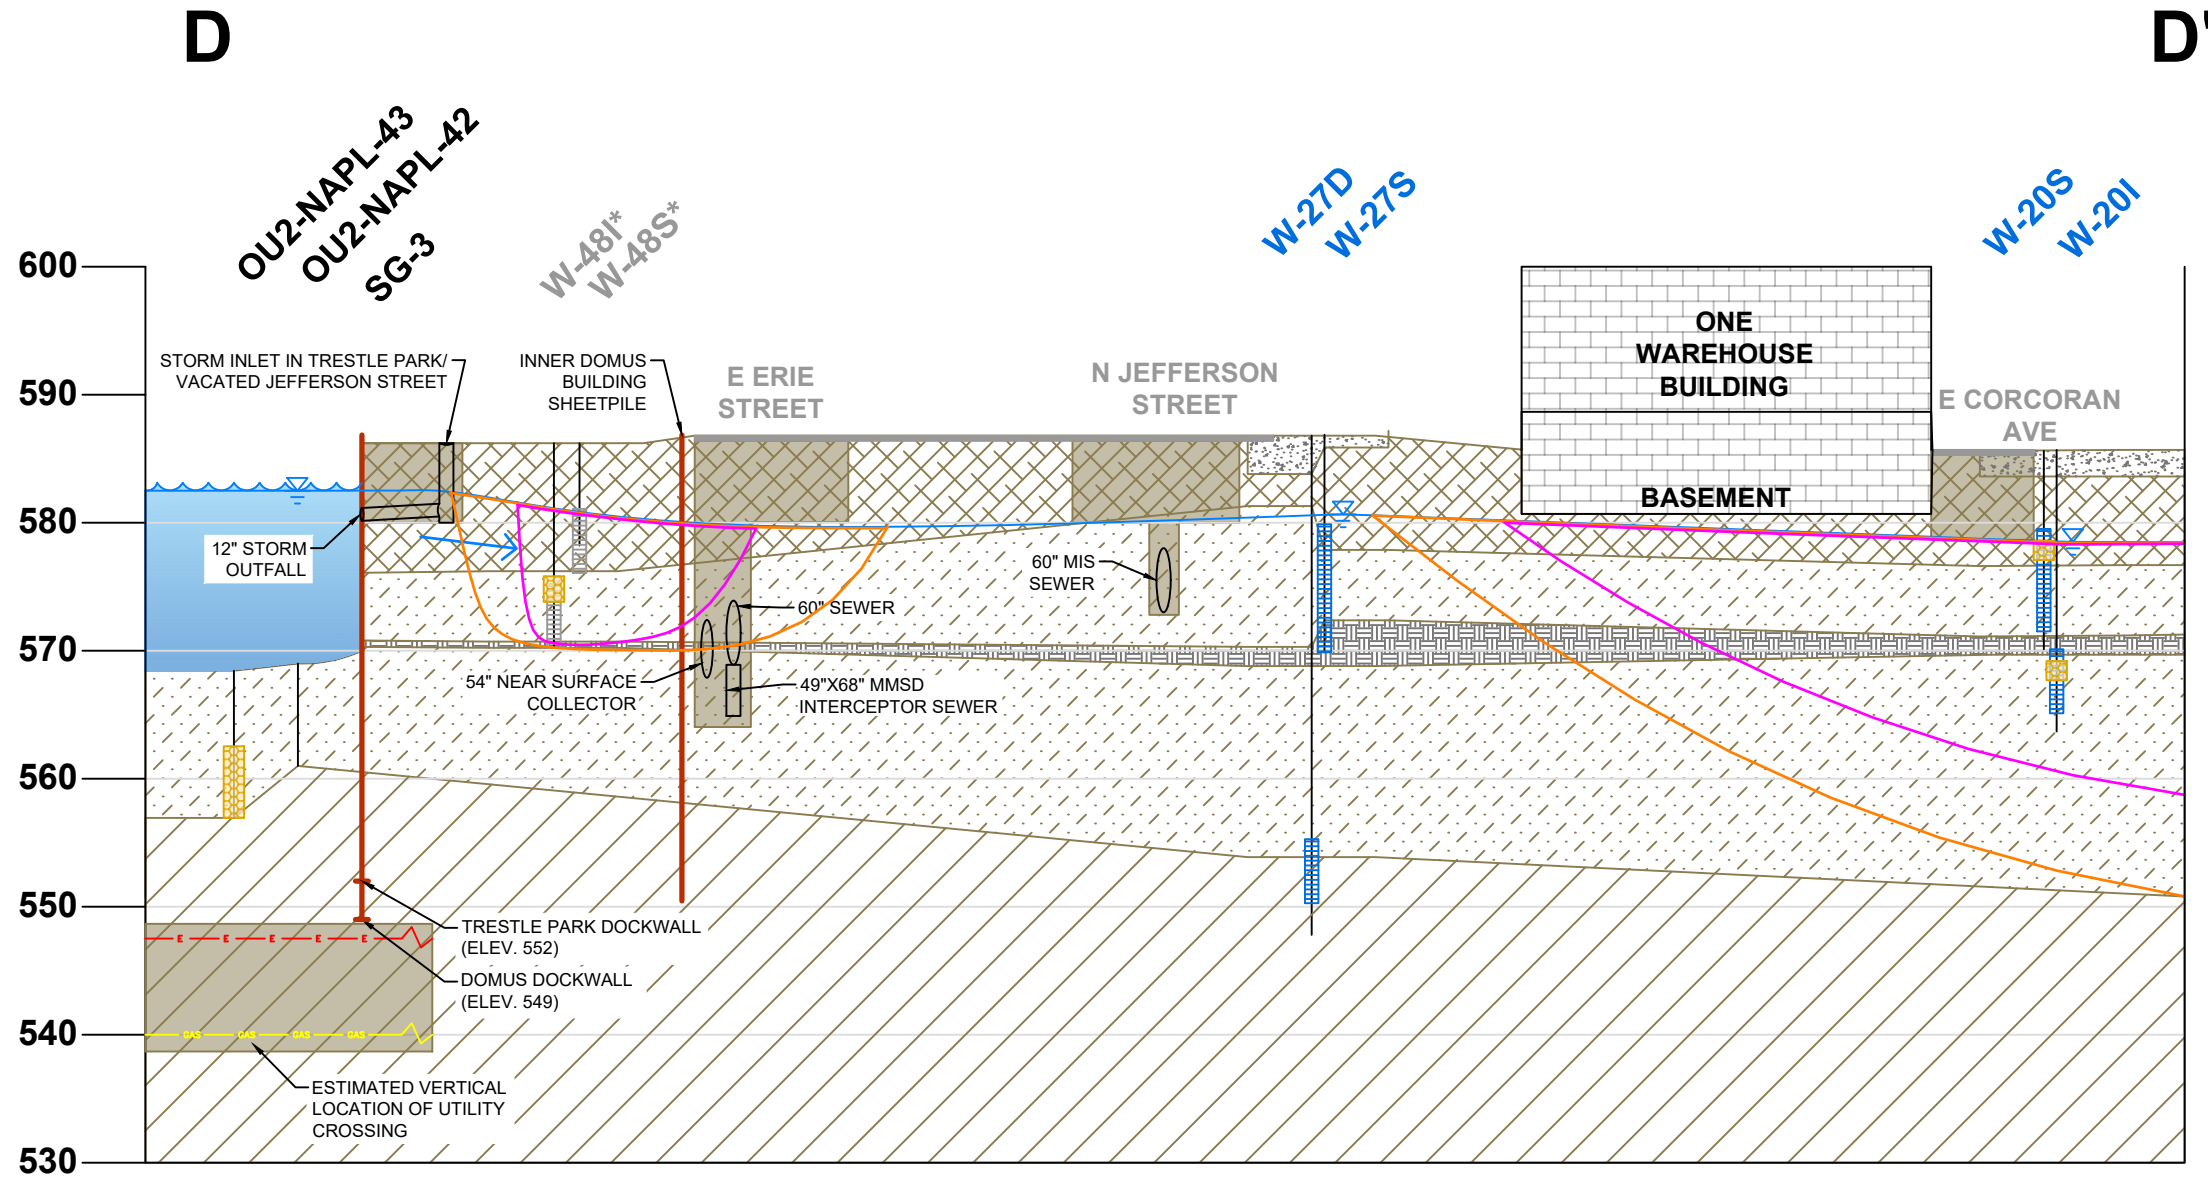 D
D'
OU2-NAPL-43
OU2-NAPL-42
SG-3
W-48I*
W-48S*
W-27D
W-27S
W-20S
W-20I
600
590
580
570
560
550
540
530
STORM INLET IN TRESTLE PARK/
VACATED JEFFERSON STREET
INNER DOMUS
BUILDING
SHEETPILE
E ERIE
STREET
N JEFFERSON
STREET
ONE
WAREHOUSE
BUILDING
BASEMENT
E CORCORAN
AVE
12" STORM
OUTFALL
60" MIS
SEWER
60" SEWER
54" NEAR SURFACE
COLLECTOR
49"X68" MMSD
INTERCEPTOR SEWER
TRESTLE PARK DOCKWALL
(ELEV. 552)
DOMUS DOCKWALL
(ELEV. 549)
E E E E E
GAS GAS GAS GAS
ESTIMATED VERTICAL
LOCATION OF UTILITY
CROSSING